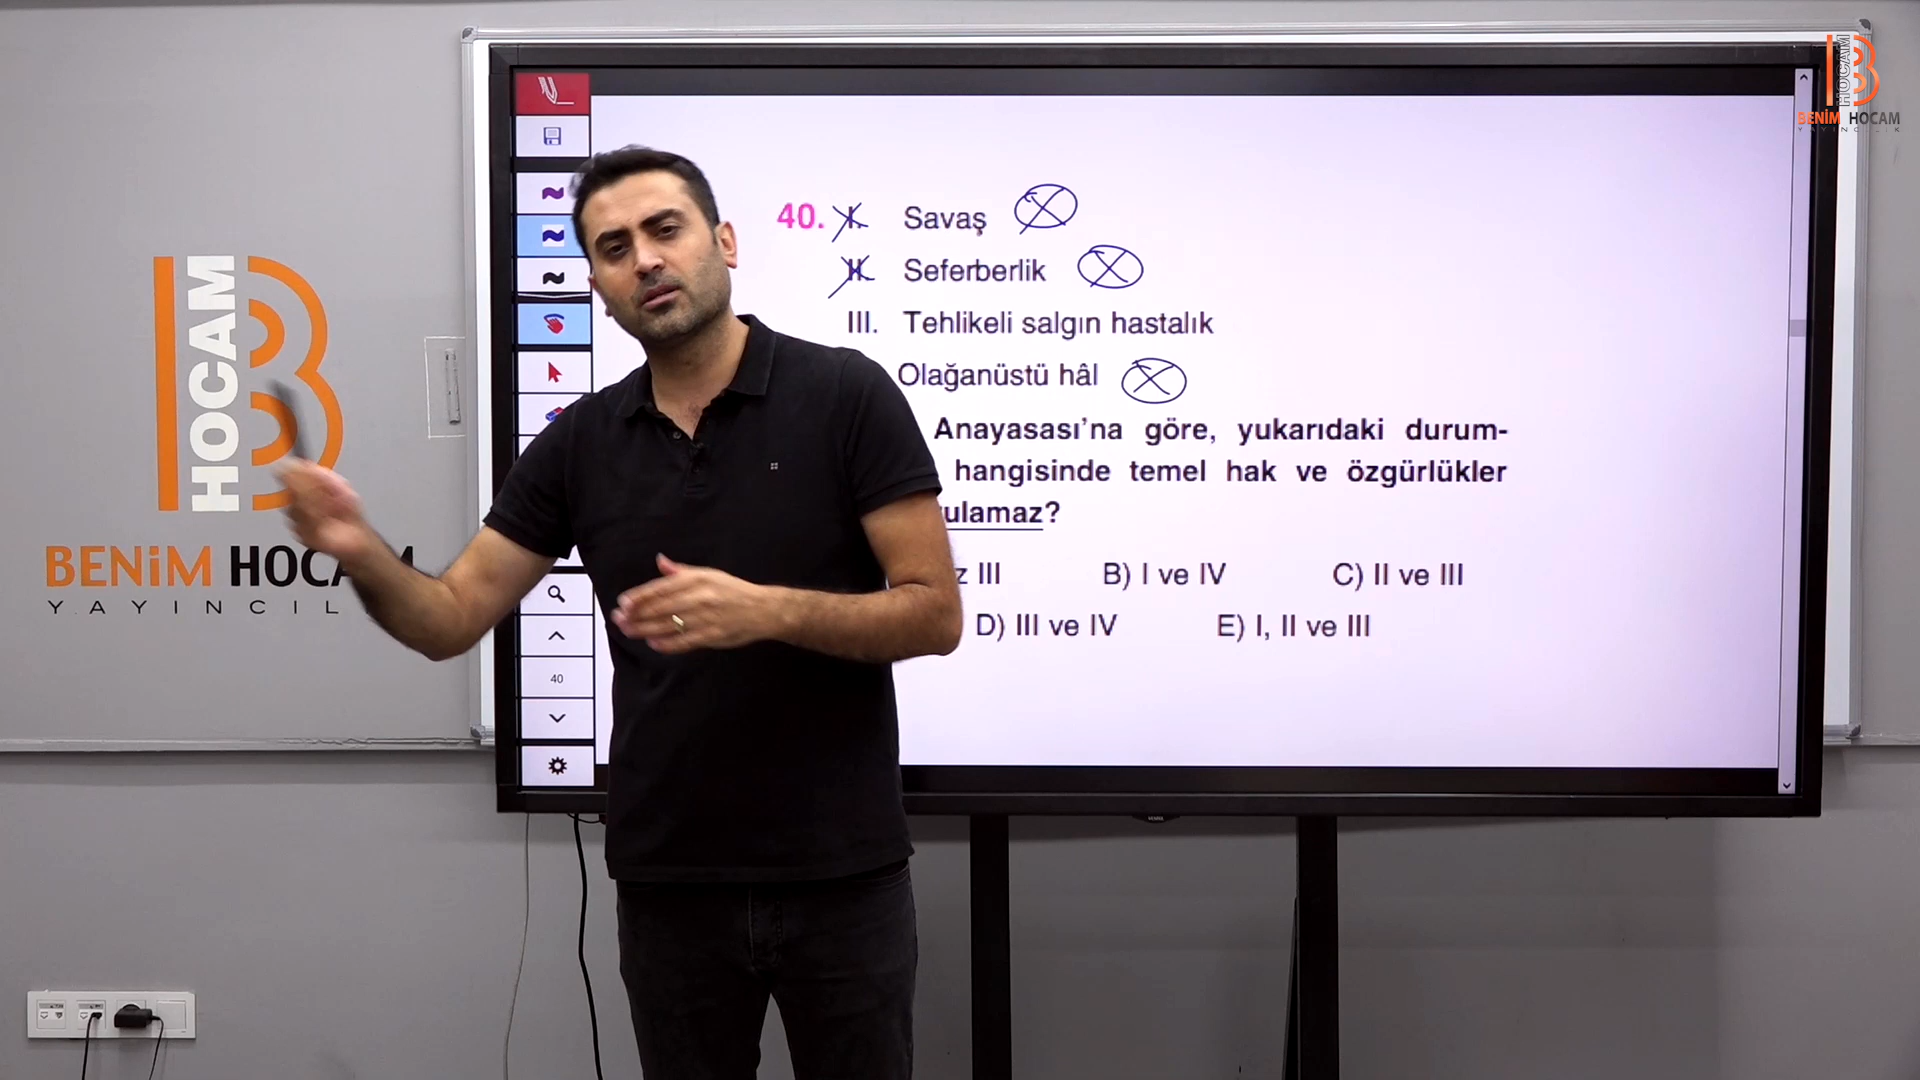 HOCAM
BENİM HOCAM
YAYINCILIK
HOCAM
BENİM HOCAM
YAYINCIL
40. I. Savaş
II. Seferberlik
III. Tehlikeli salgın hastalık
Olağanüstü hâl
Anayasası'na göre, yukarıdaki durum-
hangisinde temel hak ve özgürlükler
ulamaz?
z III B) I ve IV C) II ve III
D) III ve IV E) I, II ve III
40